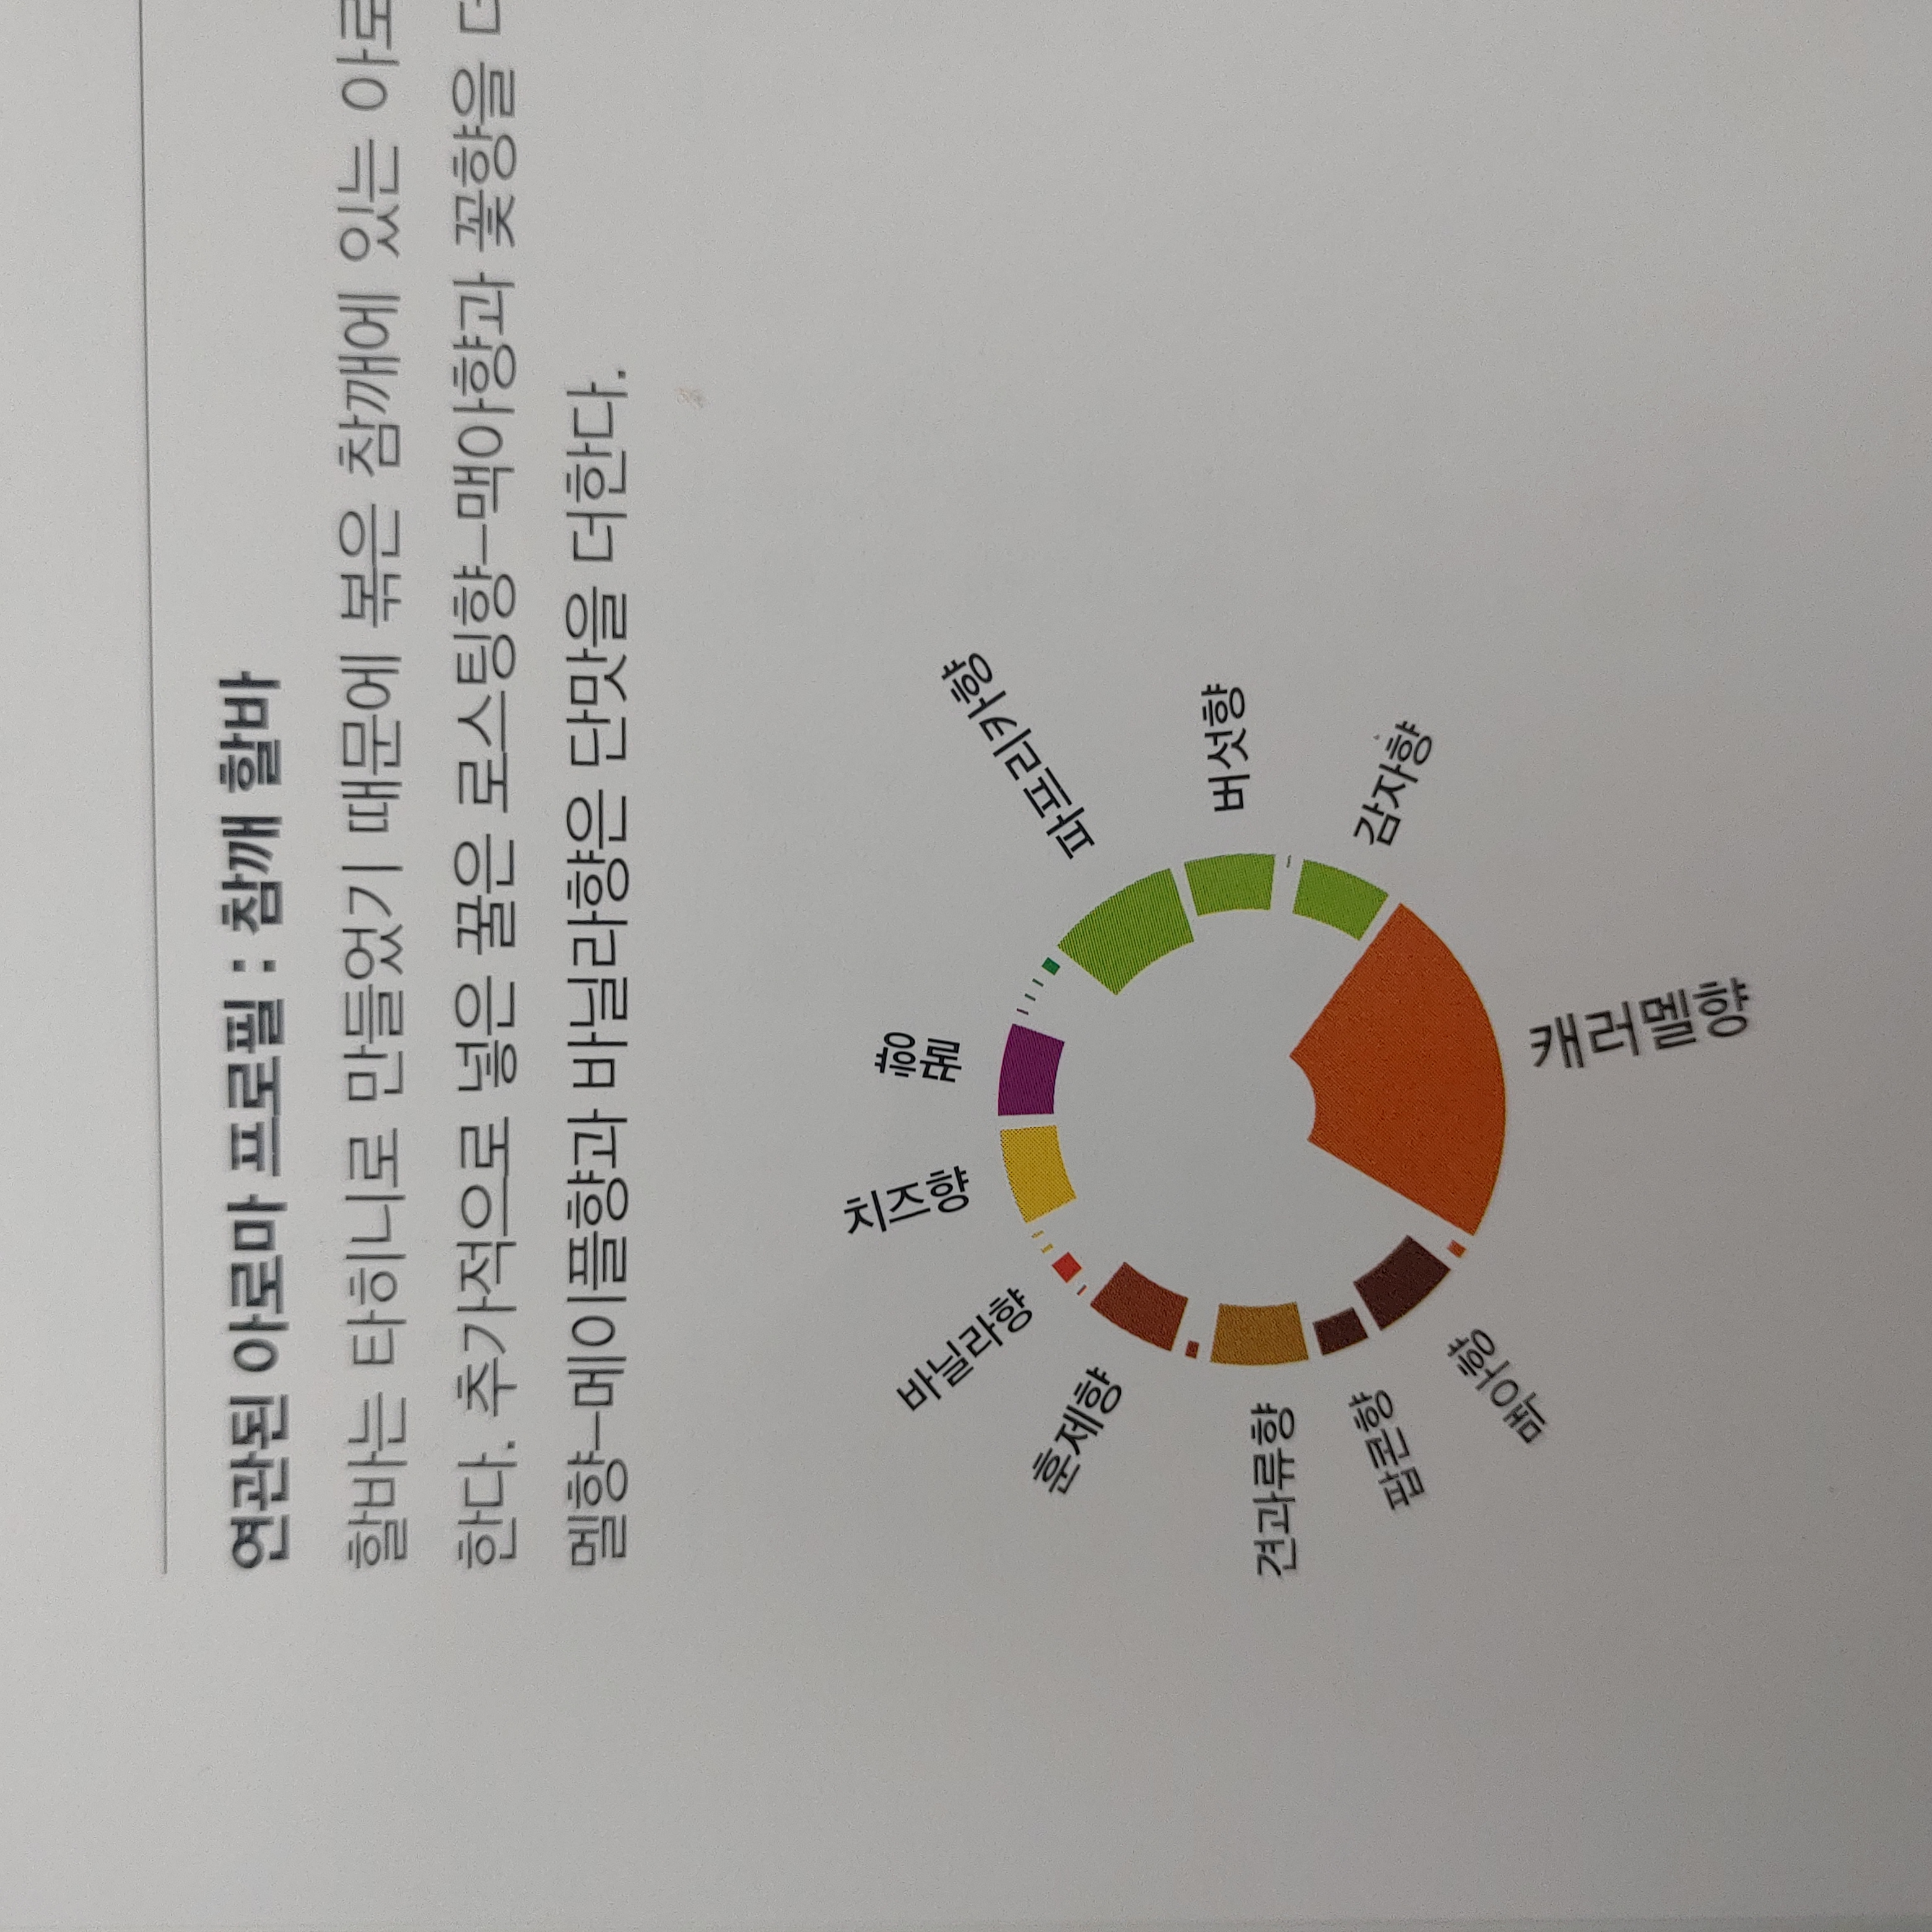 연관된 아로마 프로필 : 참깨 할바
할바는 타히니로 만들었기 때문에 볶은 참깨에 있는 아로
한다. 추가적으로 넣은 꿀은 로스팅향–맥아향과 꽃향을 더
멜향–메이플향과 바닐라향은 단맛을 더한다.
치즈향
꿀향
바닐라향
파프리카향
훈제향
버섯향
견과류향
감자향
팝콘향
맥아향
캐러멜향